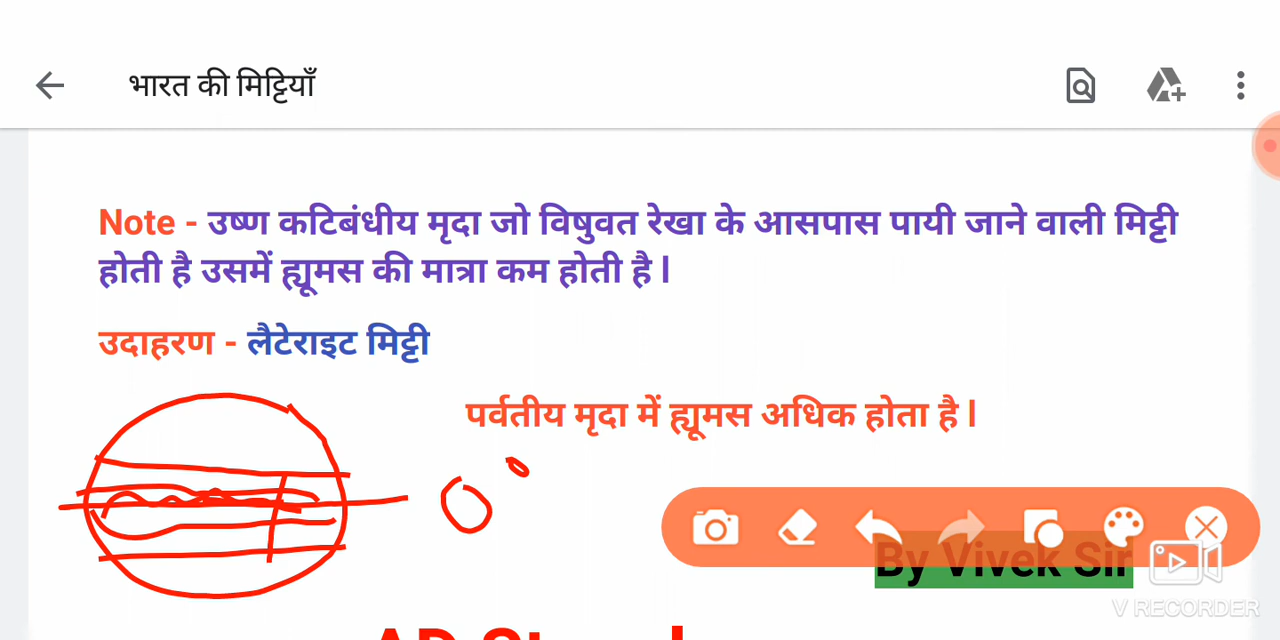 भारत की मिट्टियाँ
Note - उष्ण कटिबंधीय मृदा जो विषुवत रेखा के आसपास पायी जाने वाली मिट्टी
होती है उसमें ह्यूमस की मात्रा कम होती है।
उदाहरण - लैटेराइट मिट्टी
पर्वतीय मृदा में ह्यूमस अधिक होता है।
0°
By Vivek Sir
V RECORDER